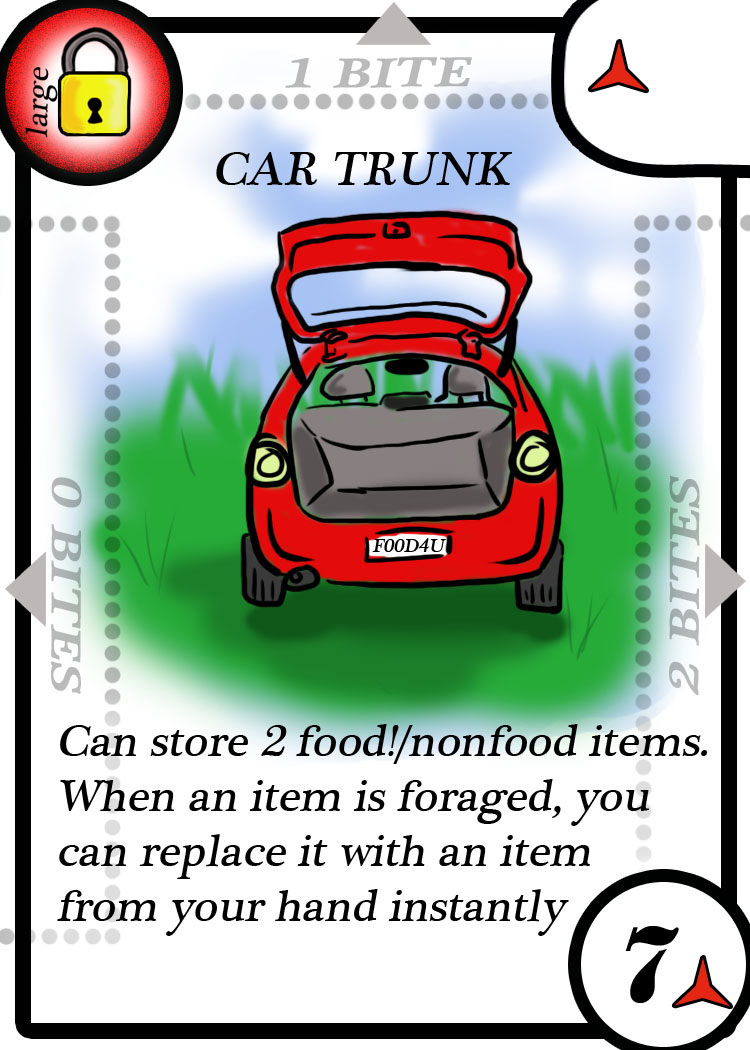 large
1 BITE
CAR TRUNK
0 BITES
2 BITES
F00D4U
Can store 2 food!/nonfood items.
When an item is foraged, you
can replace it with an item
from your hand instantly
7